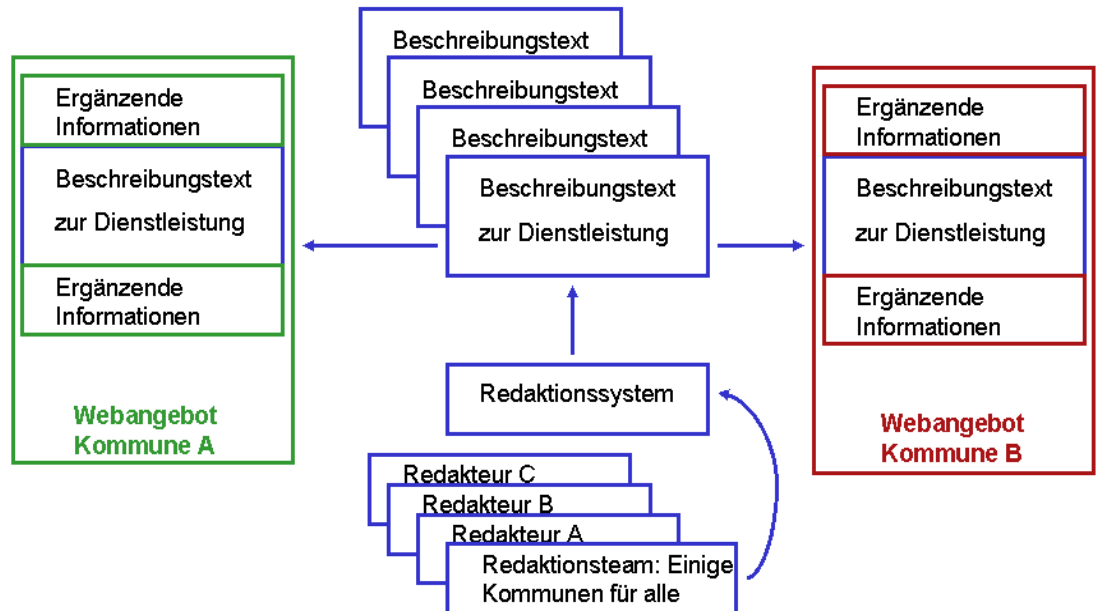 Beschreibungstext
Beschreibungstext
Beschreibungstext
Beschreibungstext
zur Dienstleistung
Ergänzende
Informationen
Beschreibungstext
zur Dienstleistung
Ergänzende
Informationen
Webangebot
Kommune A
Ergänzende
Informationen
Beschreibungstext
zur Dienstleistung
Ergänzende
Informationen
Webangebot
Kommune B
Redaktionssystem
Redakteur C
Redakteur B
Redakteur A
Redaktionsteam: Einige
Kommunen für alle